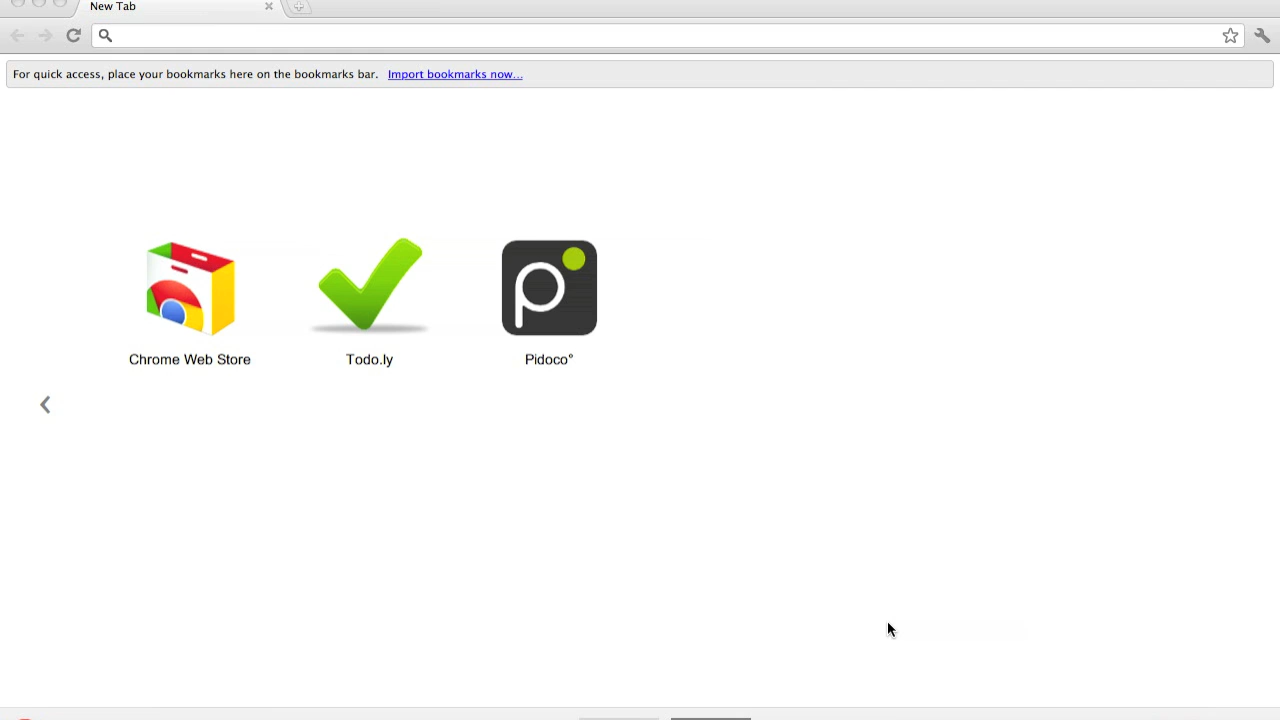 New Tab
For quick access, place your bookmarks here on the bookmarks bar. Import bookmarks now...
Chrome Web Store
Todo.ly
Pidoco°